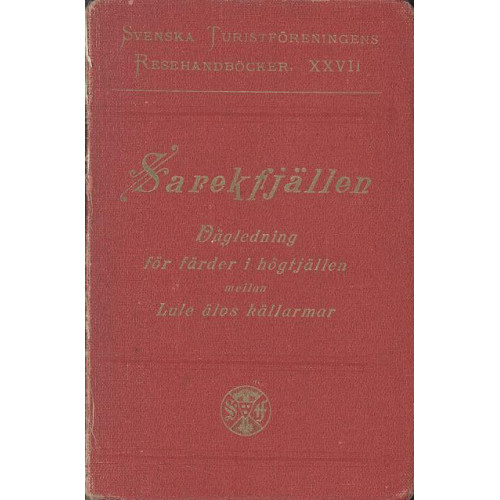 SVENSKA TURISTFÖRENINGENS
RESEHANDBÖCKER. XXVII
Sarekfjällen
Vägledning
för färder i högfjällen
mellan
Lule älvs källarmar